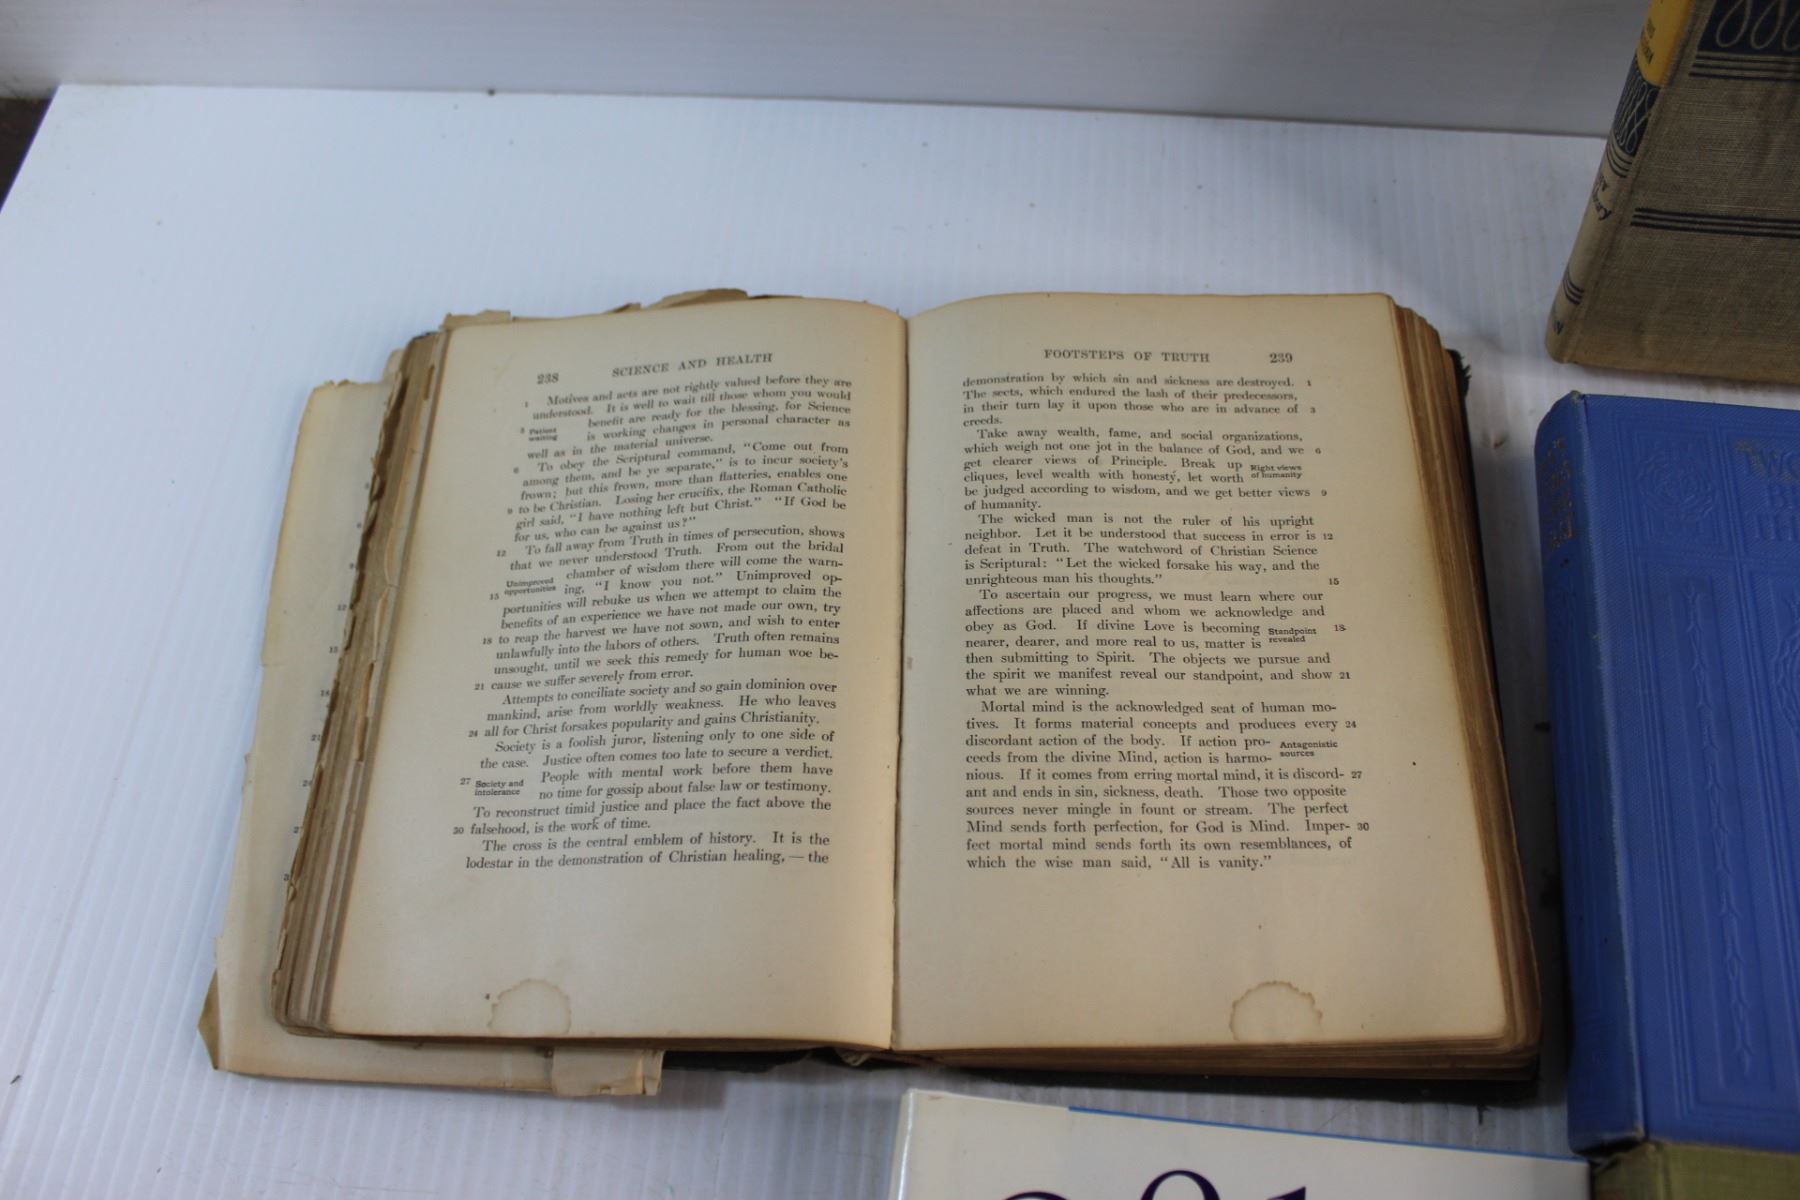 238 SCIENCE AND HEALTH
1 Motives and acts are not rightly valued before they are
understood. It is well to wait till those whom you would
3 Patient waiting benefit are ready for the blessing, for Science
is working changes in personal character as
well as in the material universe.
6 To obey the Scriptural command, "Come out from
among them, and be ye separate," is to incur society's
frown; but this frown, more than flatteries, enables one
9 to be Christian. Losing her crucifix, the Roman Catholic
girl said, "I have nothing left but Christ." "If God be
for us, who can be against us?"
12 To fall away from Truth in times of persecution, shows
that we never understood Truth. From out the bridal
Unimproved opportunities chamber of wisdom there will come the warn-
15 ing, "I know you not." Unimproved op-
portunities will rebuke us when we attempt to claim the
benefits of an experience we have not made our own, try
18 to reap the harvest we have not sown, and wish to enter
unlawfully into the labors of others. Truth often remains
unsought, until we seek this remedy for human woe be-
21 cause we suffer severely from error.
Attempts to conciliate society and so gain dominion over
mankind, arise from worldly weakness. He who leaves
24 all for Christ forsakes popularity and gains Christianity.
Society is a foolish juror, listening only to one side of
the case. Justice often comes too late to secure a verdict.
27 Society and intolerance People with mental work before them have
no time for gossip about false law or testimony.
To reconstruct timid justice and place the fact above the
30 falsehood, is the work of time.
The cross is the central emblem of history. It is the
lodestar in the demonstration of Christian healing, — the
FOOTSTEPS OF TRUTH 239
demonstration by which sin and sickness are destroyed. 1
The sects, which endured the lash of their predecessors,
in their turn lay it upon those who are in advance of 3
creeds.
Take away wealth, fame, and social organizations,
which weigh not one jot in the balance of God, and we 6
get clearer views of Principle. Break up Right views
cliques, level wealth with honesty, let worth of humanity
be judged according to wisdom, and we get better views 9
of humanity.
The wicked man is not the ruler of his upright
neighbor. Let it be understood that success in error is 12
defeat in Truth. The watchword of Christian Science
is Scriptural: "Let the wicked forsake his way, and the
unrighteous man his thoughts." 15
To ascertain our progress, we must learn where our
affections are placed and whom we acknowledge and
obey as God. If divine Love is becoming Standpoint 18
nearer, dearer, and more real to us, matter is revealed
then submitting to Spirit. The objects we pursue and
the spirit we manifest reveal our standpoint, and show 21
what we are winning.
Mortal mind is the acknowledged seat of human mo-
tives. It forms material concepts and produces every 24
discordant action of the body. If action pro- Antagonistic
ceeds from the divine Mind, action is harmo- sources
nious. If it comes from erring mortal mind, it is discord- 27
ant and ends in sin, sickness, death. Those two opposite
sources never mingle in fount or stream. The perfect
Mind sends forth perfection, for God is Mind. Imper- 30
fect mortal mind sends forth its own resemblances, of
which the wise man said, "All is vanity."